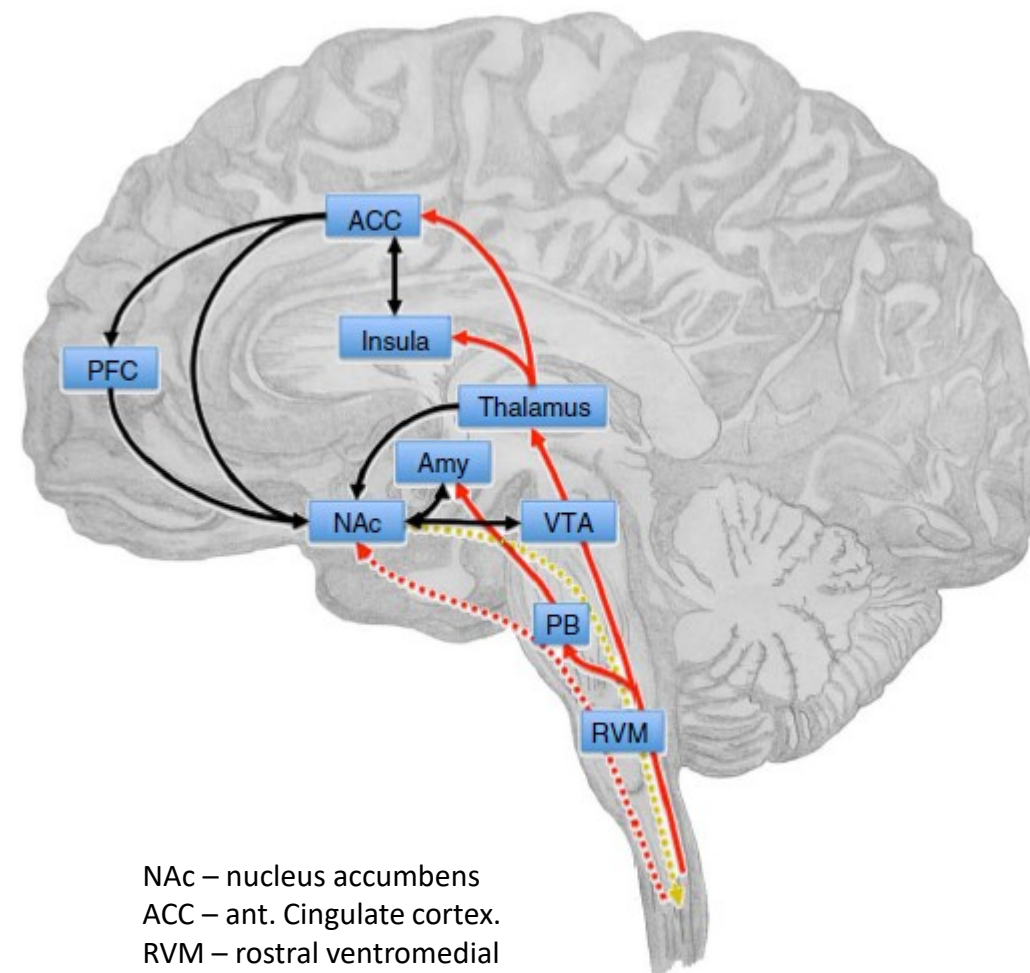 ACC
Insula
PFC
Thalamus
Amy
NAc
VTA
PB
RVM
NAc – nucleus accumbens
ACC – ant. Cingulate cortex.
RVM – rostral ventromedial